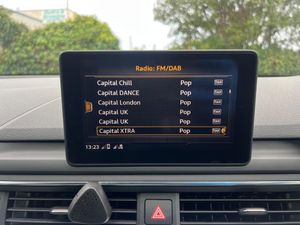 Radio: FM/DAB
Capital Chill Pop
Capital DANCE Pop
Capital London Pop
Capital UK Pop
Capital UK Pop
Capital XTRA Pop
13:23